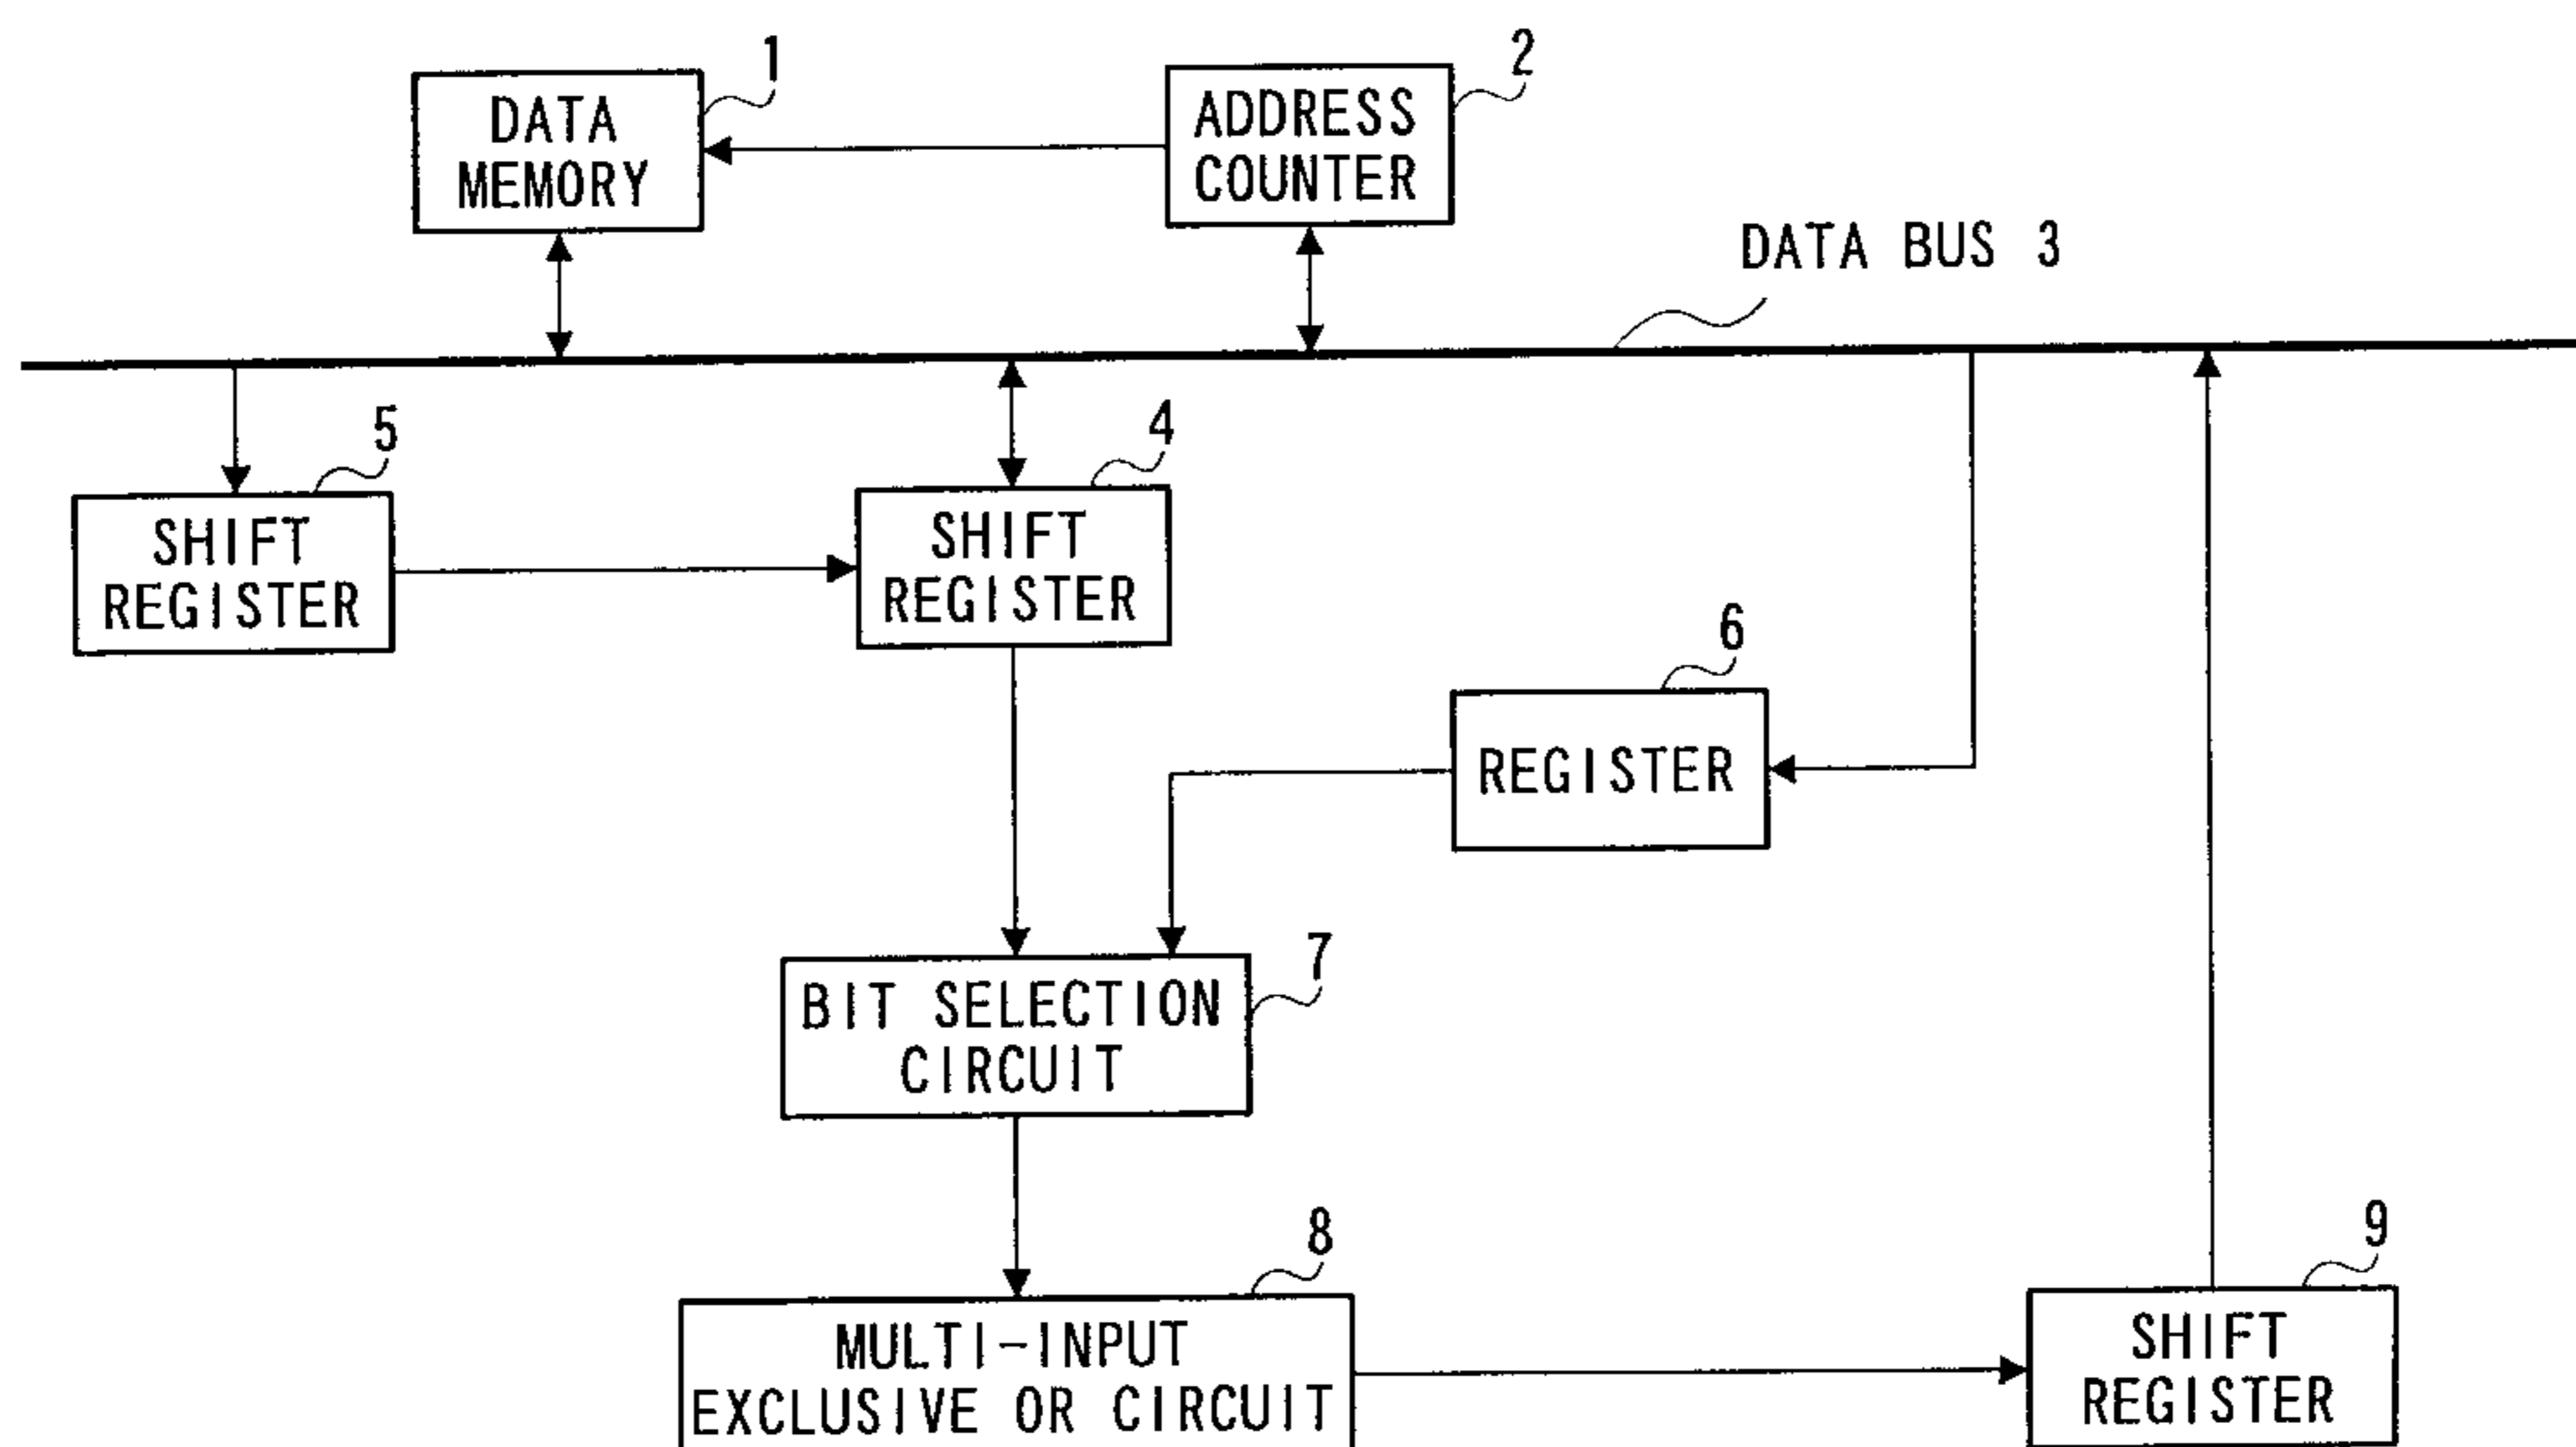 1
2
DATA
MEMORY
ADDRESS
COUNTER
DATA BUS 3
5
4
SHIFT
REGISTER
SHIFT
REGISTER
6
REGISTER
7
BIT SELECTION
CIRCUIT
8
9
MULTI-INPUT
EXCLUSIVE OR CIRCUIT
SHIFT
REGISTER